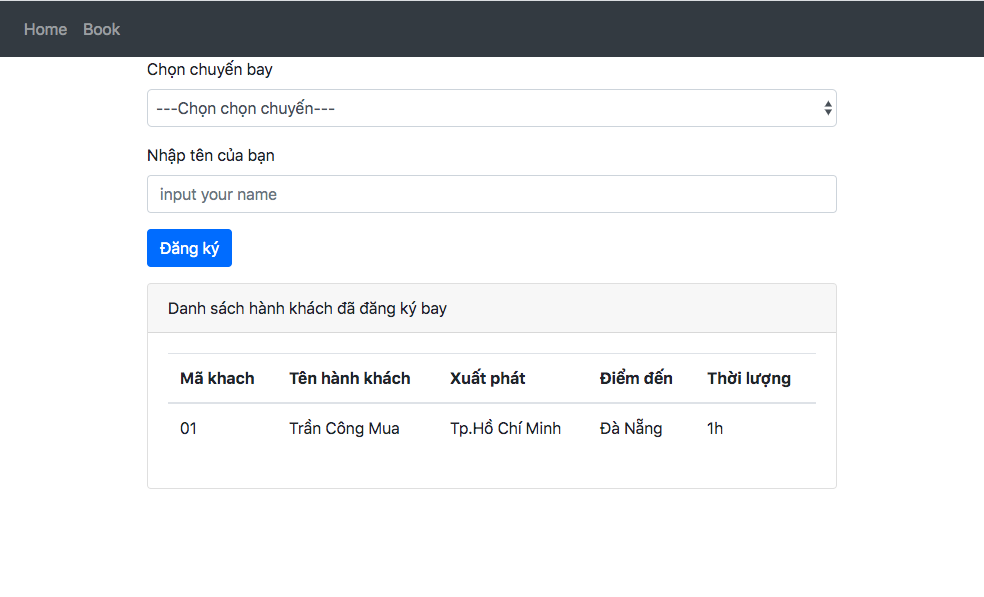 Home Book
Chọn chuyến bay
---Chọn chọn chuyến---
Nhập tên của bạn
input your name
Đăng ký
Danh sách hành khách đã đăng ký bay
Mã khach Tên hành khách Xuất phát Điểm đến Thời lượng
01 Trần Công Mua Tp.Hồ Chí Minh Đà Nẵng 1h